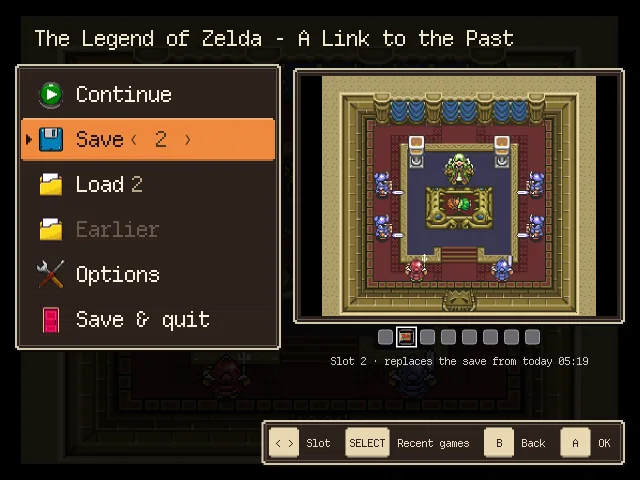 The Legend of Zelda - A Link to the Past
Continue
Save ‹ 2 ›
Load 2
Earlier
Options
Save & quit
Slot 2 · replaces the save from today 05:19
< > Slot SELECT Recent games B Back A OK